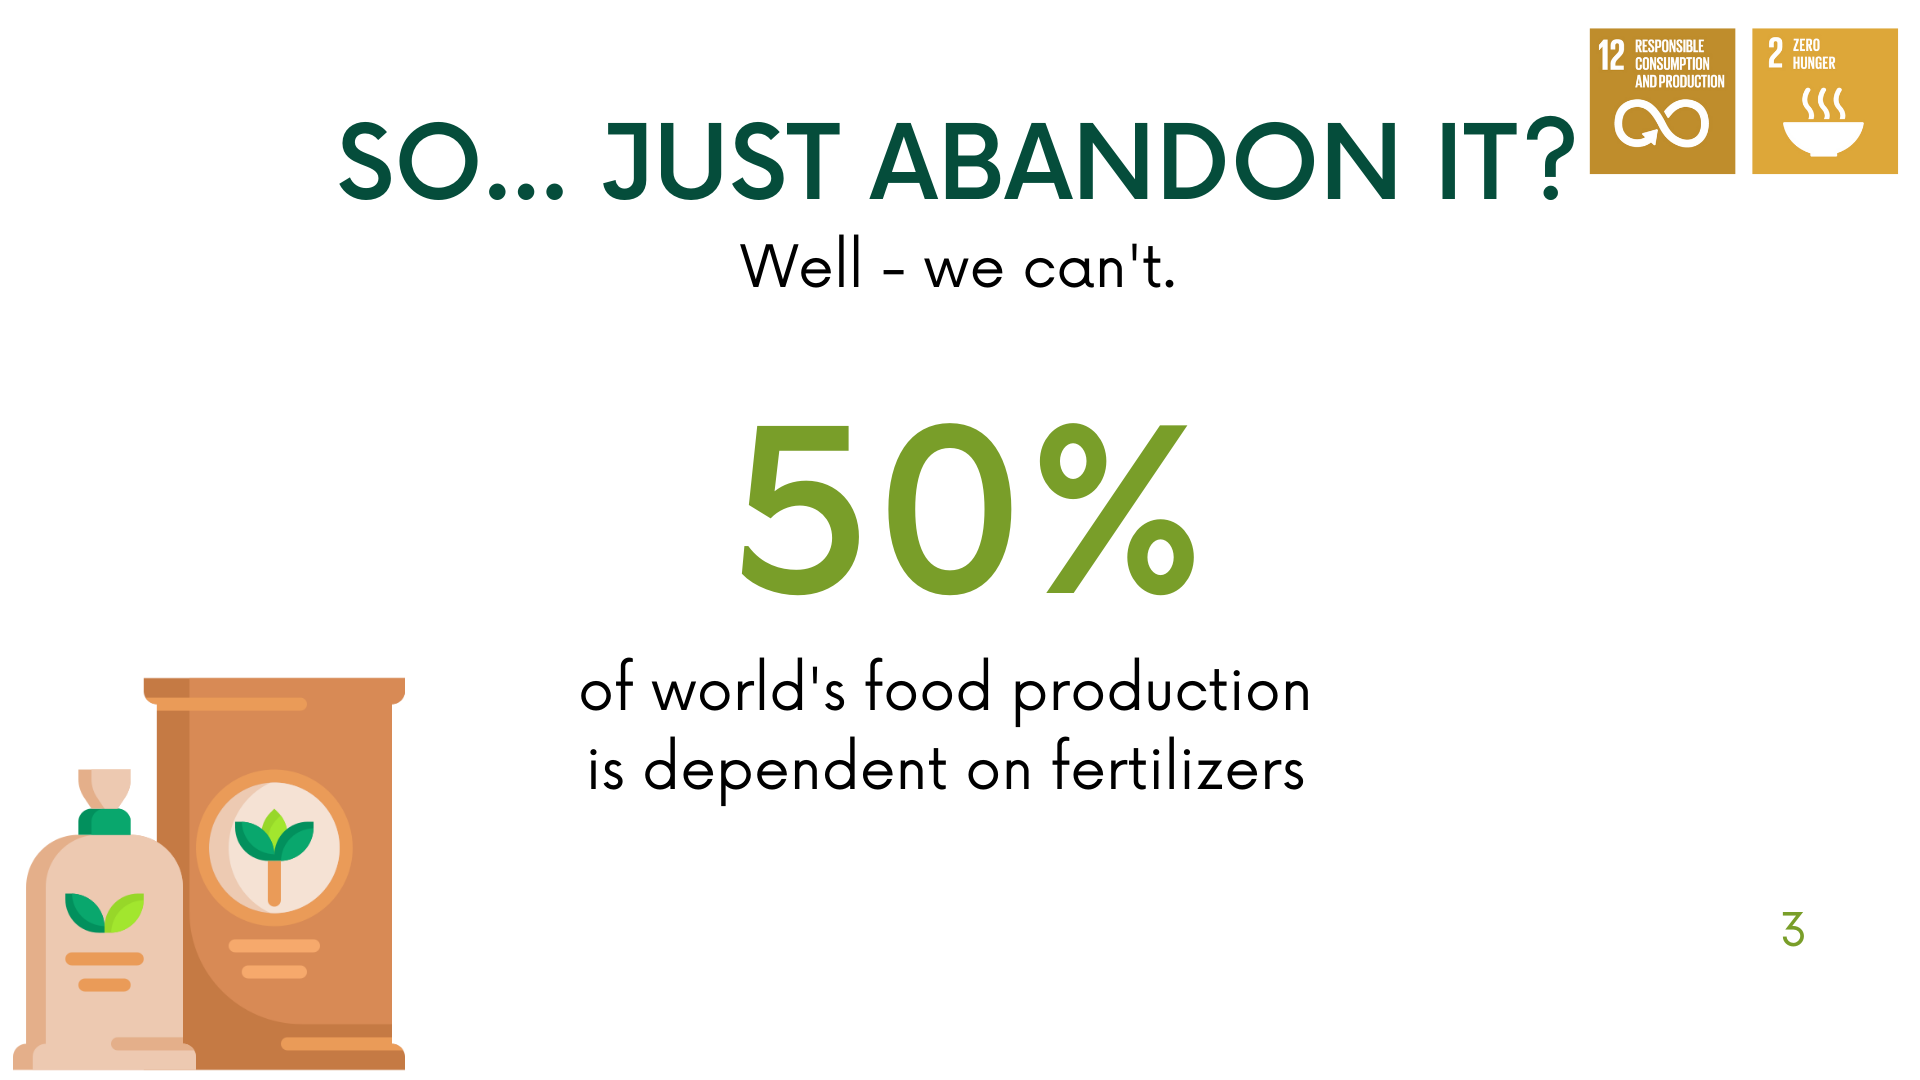 12 RESPONSIBLE
CONSUMPTION
AND PRODUCTION
2 ZERO
HUNGER
SO... JUST ABANDON IT?
Well - we can't.
50%
of world's food production
is dependent on fertilizers
3